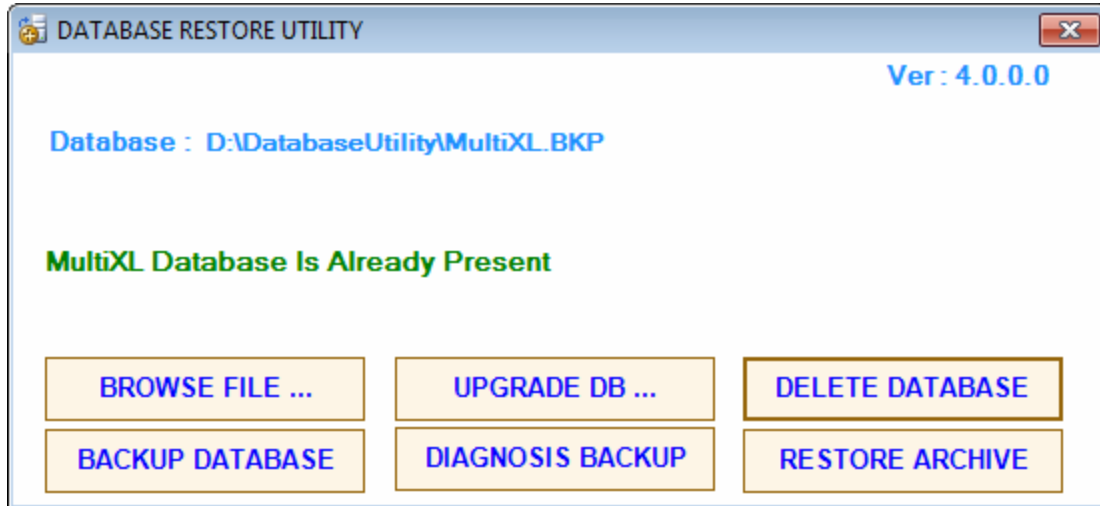 DATABASE RESTORE UTILITY
Ver : 4.0.0.0
Database : D:\DatabaseUtility\MultiXL.BKP
MultiXL Database Is Already Present
BROWSE FILE ... UPGRADE DB ... DELETE DATABASE
BACKUP DATABASE DIAGNOSIS BACKUP RESTORE ARCHIVE